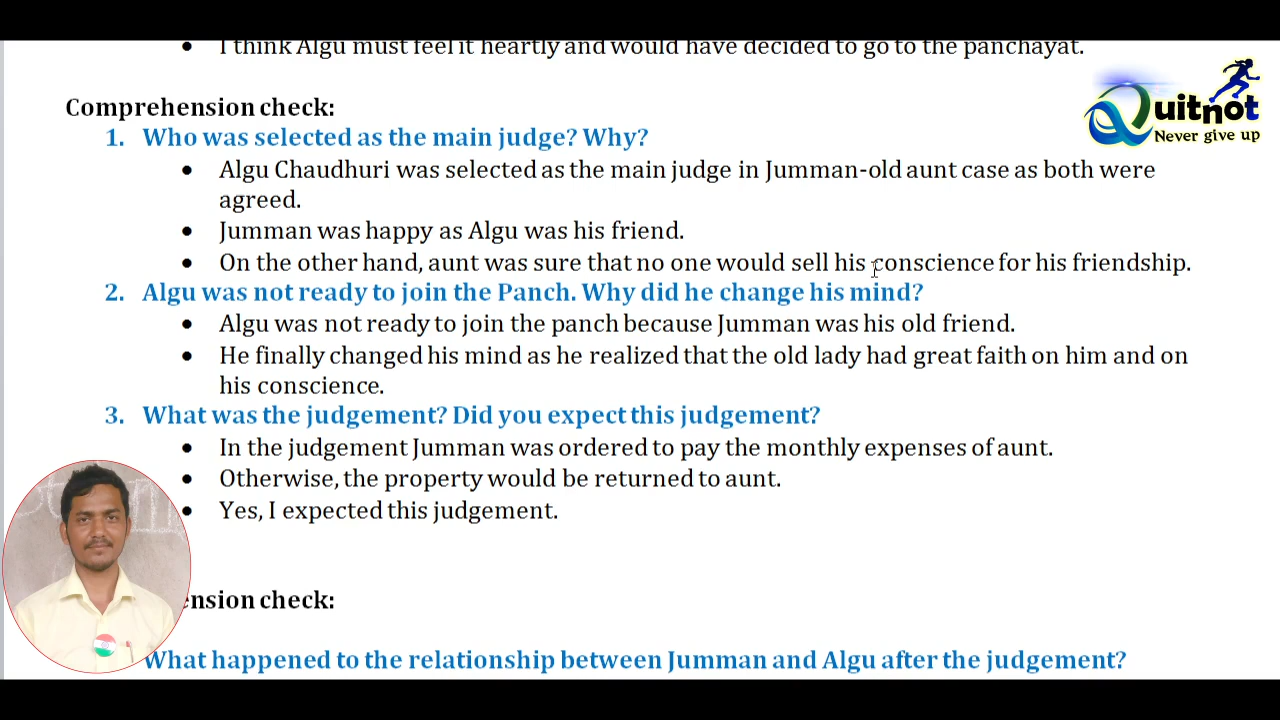 I think Algu must feel it heartly and would have decided to go to the panchayat.
Quitnot
Never give up
Comprehension check:
1. Who was selected as the main judge? Why?
• Algu Chaudhuri was selected as the main judge in Jumman-old aunt case as both were
agreed.
• Jumman was happy as Algu was his friend.
• On the other hand, aunt was sure that no one would sell his conscience for his friendship.
2. Algu was not ready to join the Panch. Why did he change his mind?
• Algu was not ready to join the panch because Jumman was his old friend.
• He finally changed his mind as he realized that the old lady had great faith on him and on
his conscience.
3. What was the judgement? Did you expect this judgement?
• In the judgement Jumman was ordered to pay the monthly expenses of aunt.
• Otherwise, the property would be returned to aunt.
• Yes, I expected this judgement.
ension check:
What happened to the relationship between Jumman and Algu after the judgement?